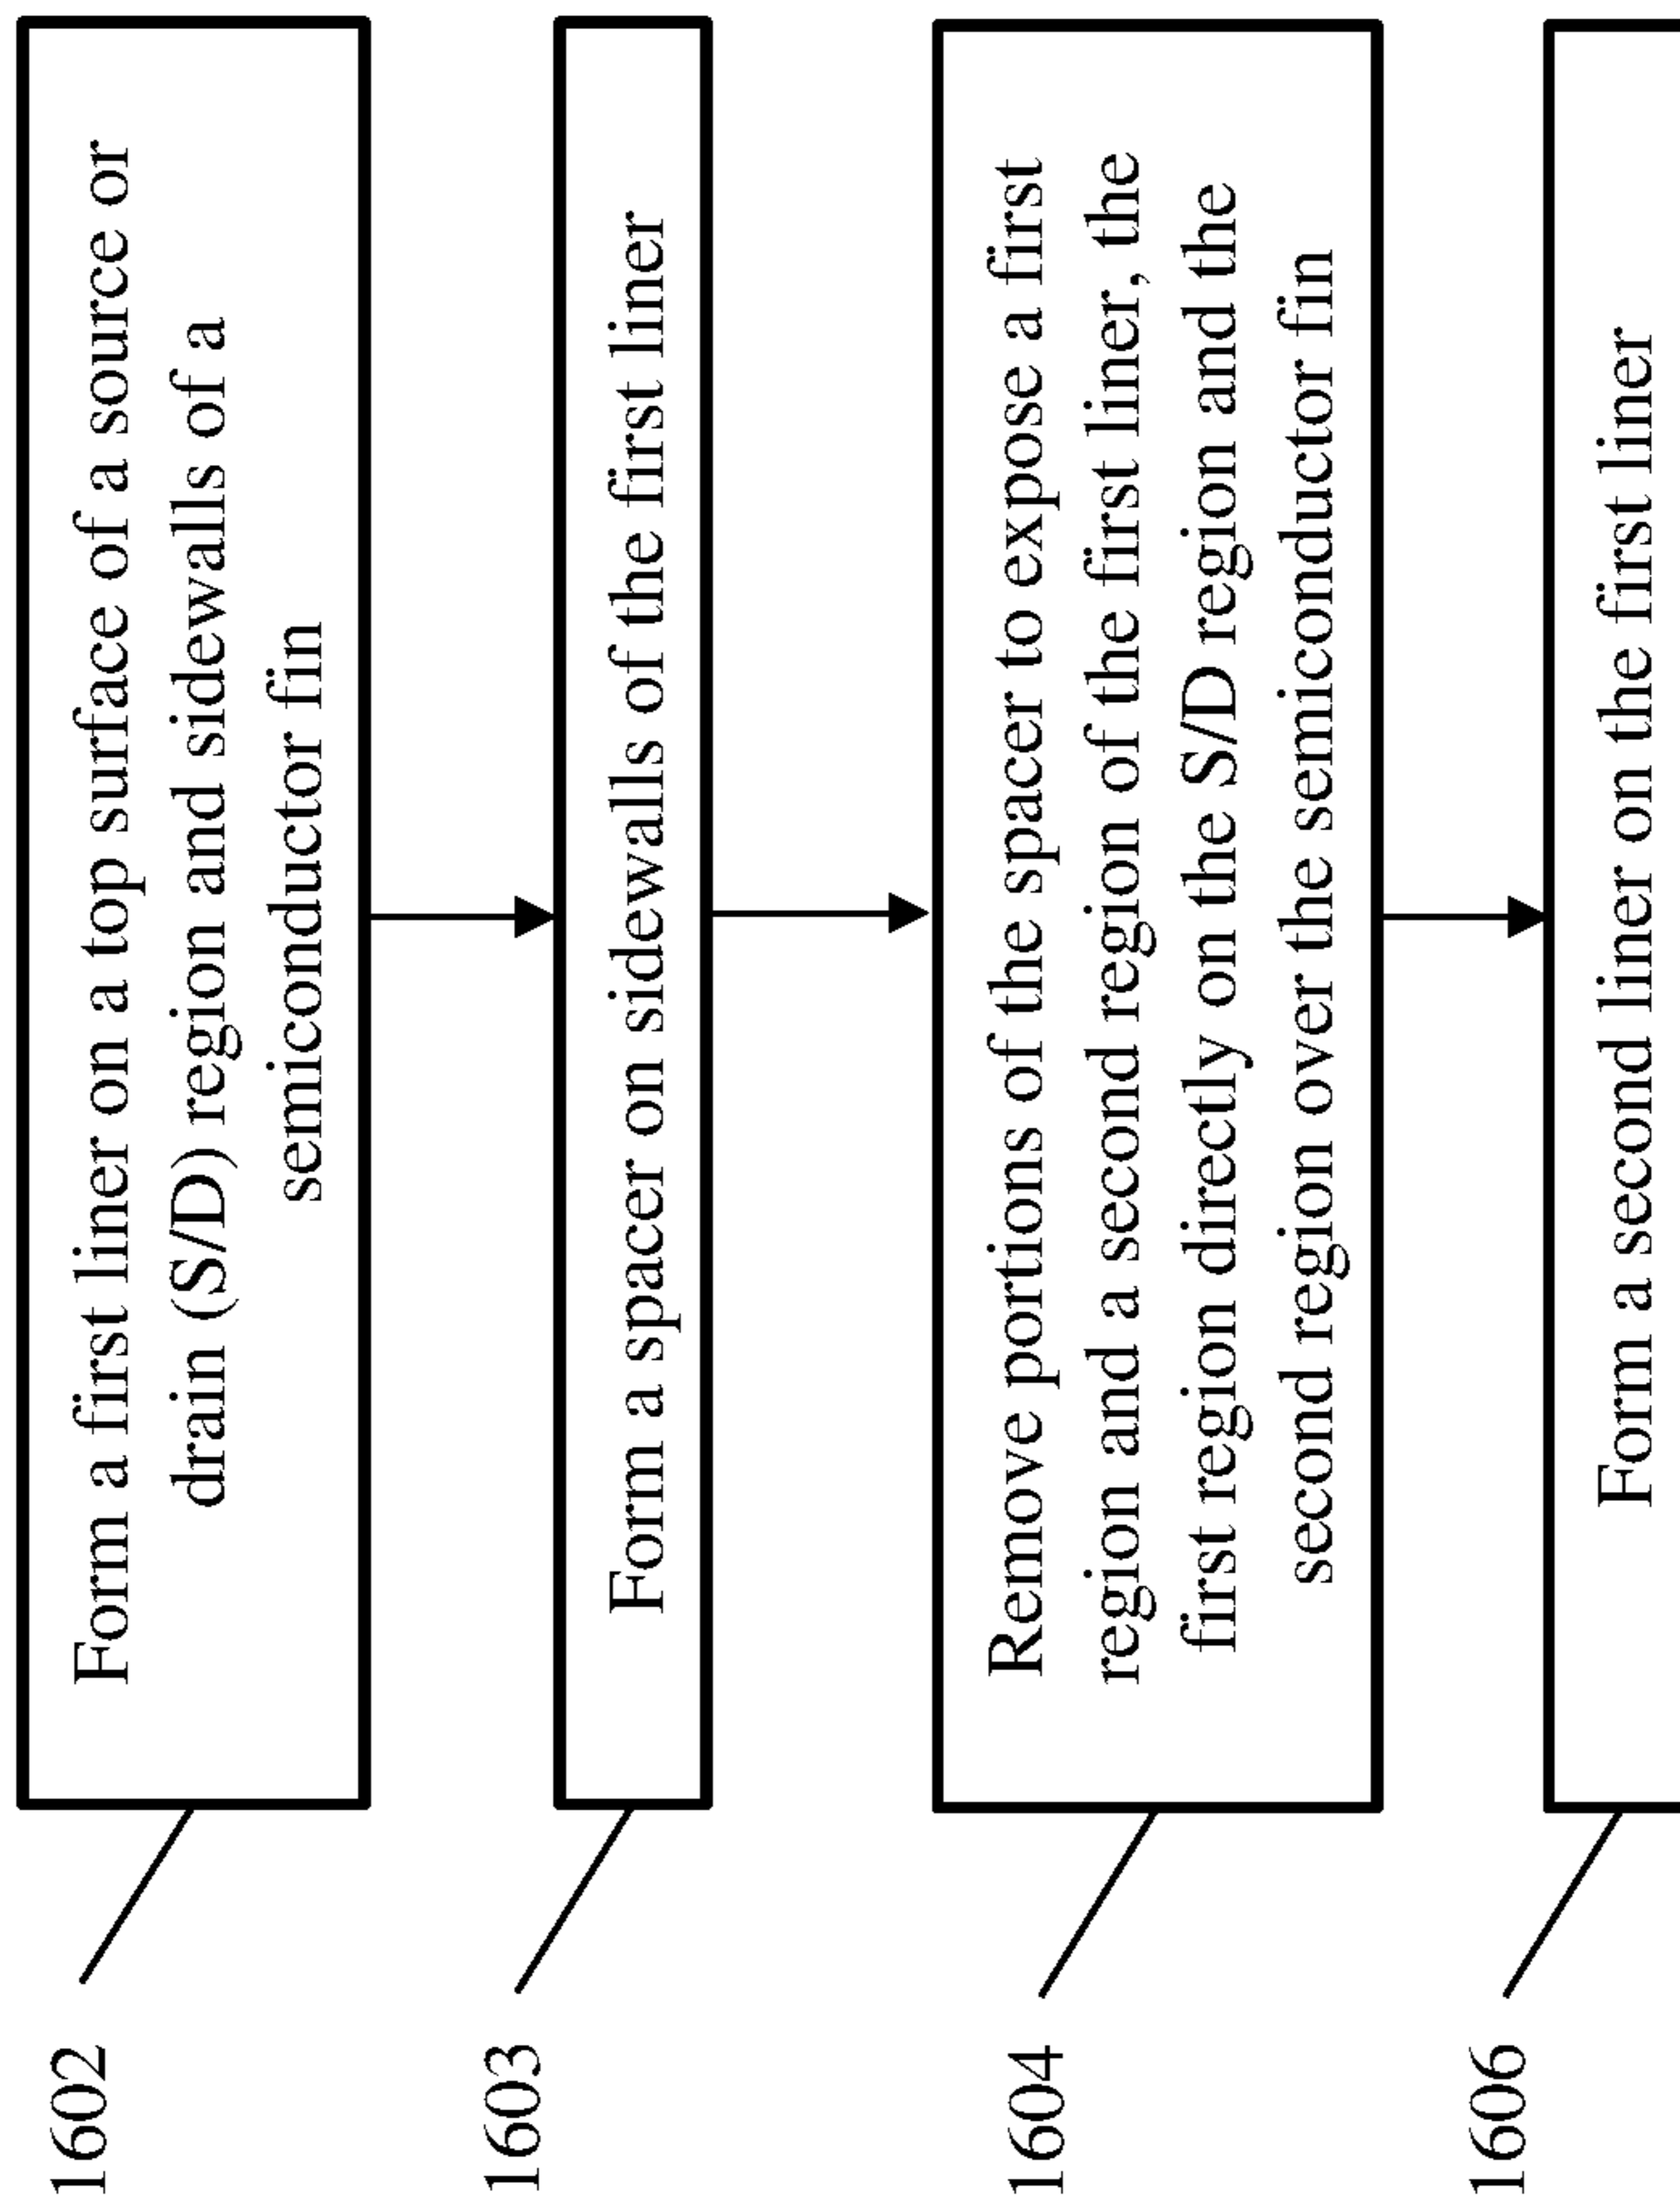 1602
Form a first liner on a top surface of a source or
drain (S/D) region and sidewalls of a
semiconductor fin
1603
Form a spacer on sidewalls of the first liner
1604
Remove portions of the spacer to expose a first
region and a second region of the first liner, the
first region directly on the S/D region and the
second region over the semiconductor fin
1606
Form a second liner on the first liner